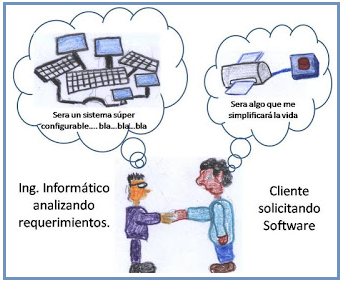 Sera un sistema súper
configurable.... bla...bla...bla
Sera algo que me
simplificará la vida
Ing. Informático
analizando
requerimientos.
Cliente
solicitando
Software